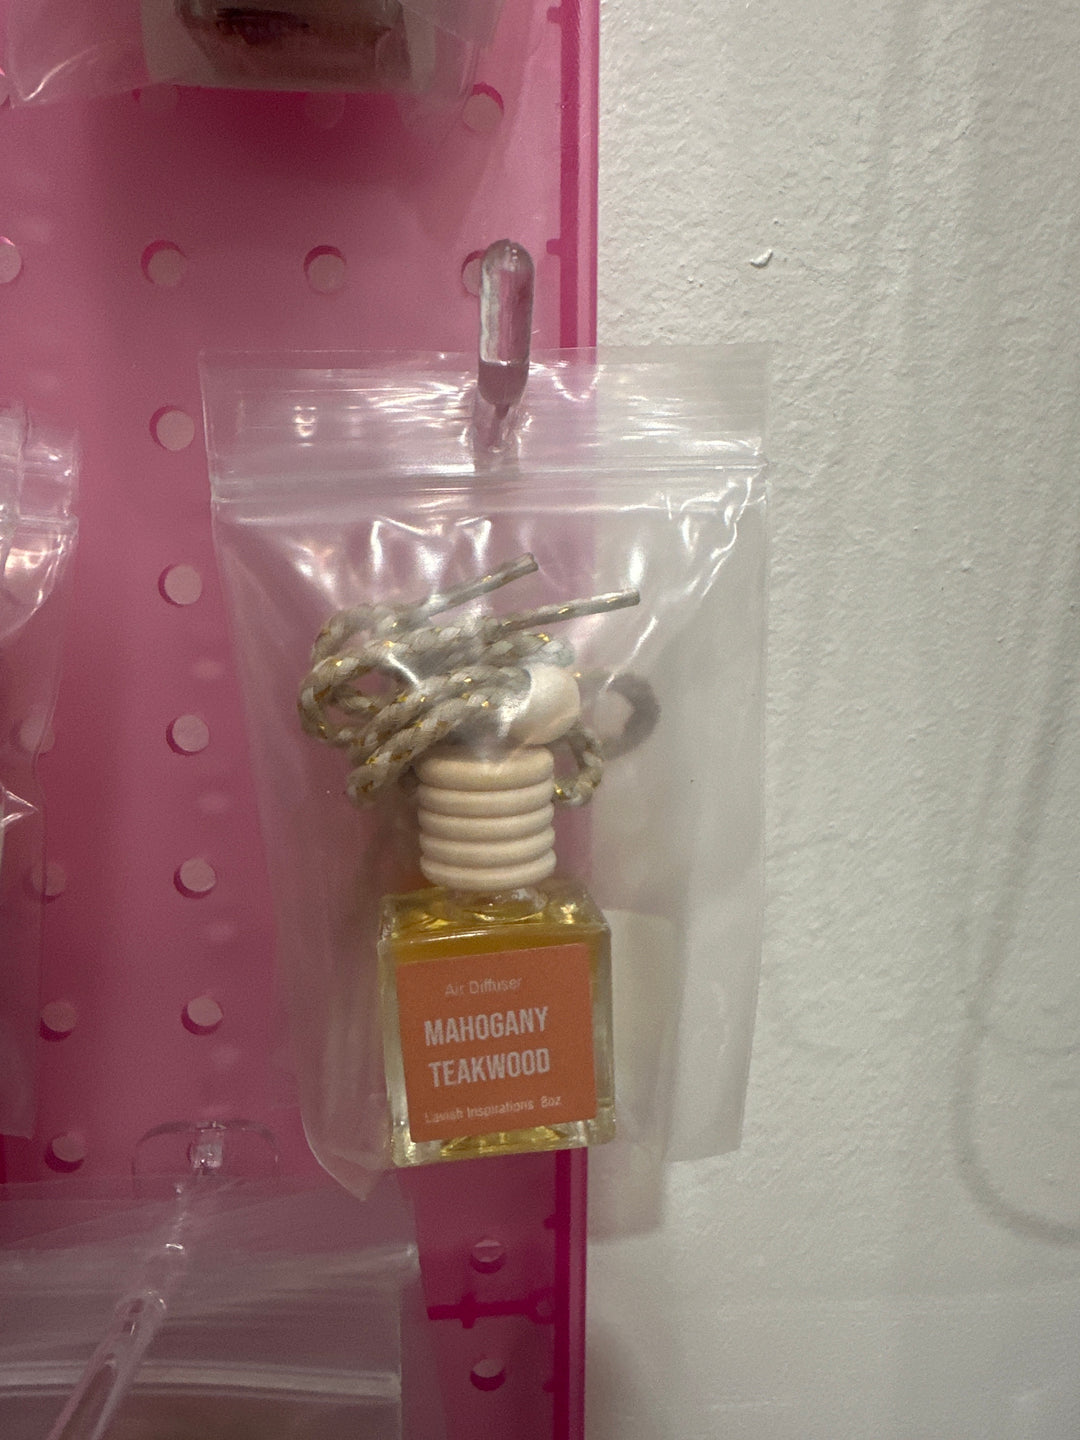 Air Diffuser
MAHOGANY
TEAKWOOD
Lavish Inspirations 8oz